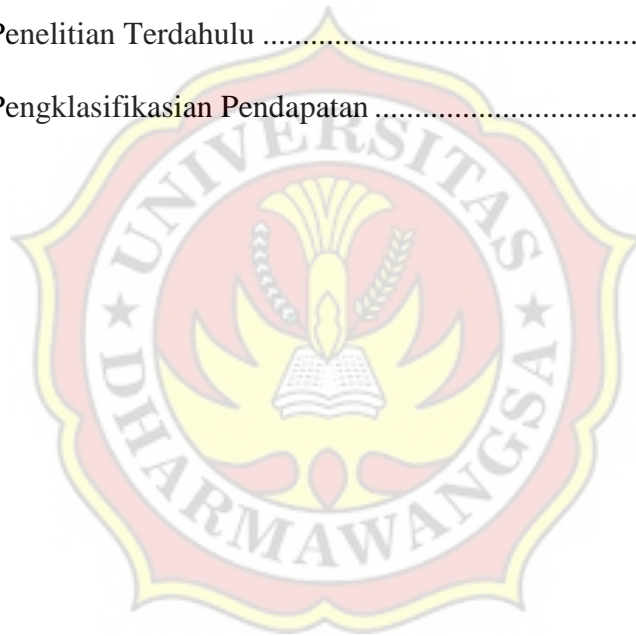 Penelitian Terdahulu ............................................
Pengklasifikasian Pendapatan ..............................
UNIVERSITAS
★ DHARMAWANGSA ★